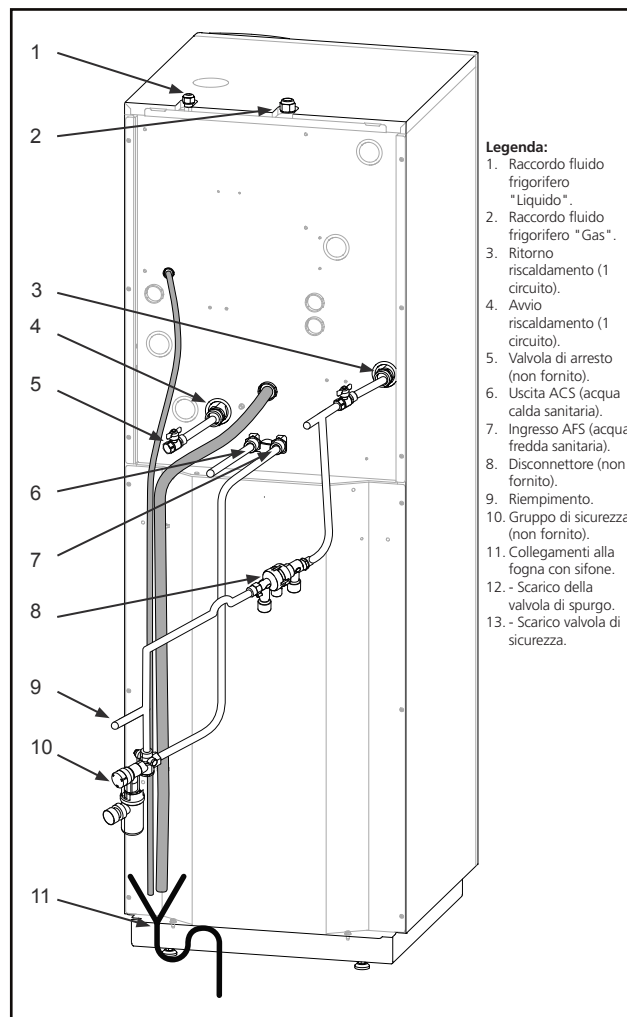 1
2
3
4
5
6
7
8
9
10
11
Legenda:
1. Raccordo fluido
frigorifero
"Liquido".
2. Raccordo fluido
frigorifero "Gas".
3. Ritorno
riscaldamento (1
circuito).
4. Avvio
riscaldamento (1
circuito).
5. Valvola di arresto
(non fornito).
6. Uscita ACS (acqua
calda sanitaria).
7. Ingresso AFS (acqua
fredda sanitaria).
8. Disconnettore (non
fornito).
9. Riempimento.
10. Gruppo di sicurezza
(non fornito).
11. Collegamenti alla
fogna con sifone.
12. - Scarico della
valvola di spurgo.
13. - Scarico valvola di
sicurezza.